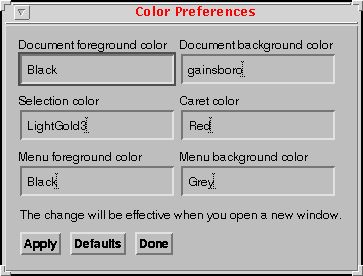 Color Preferences
Document foreground color Document background color
Black gainsboro
Selection color Caret color
LightGold3 Red
Menu foreground color Menu background color
Black Grey
The change will be effective when you open a new window.
Apply Defaults Done